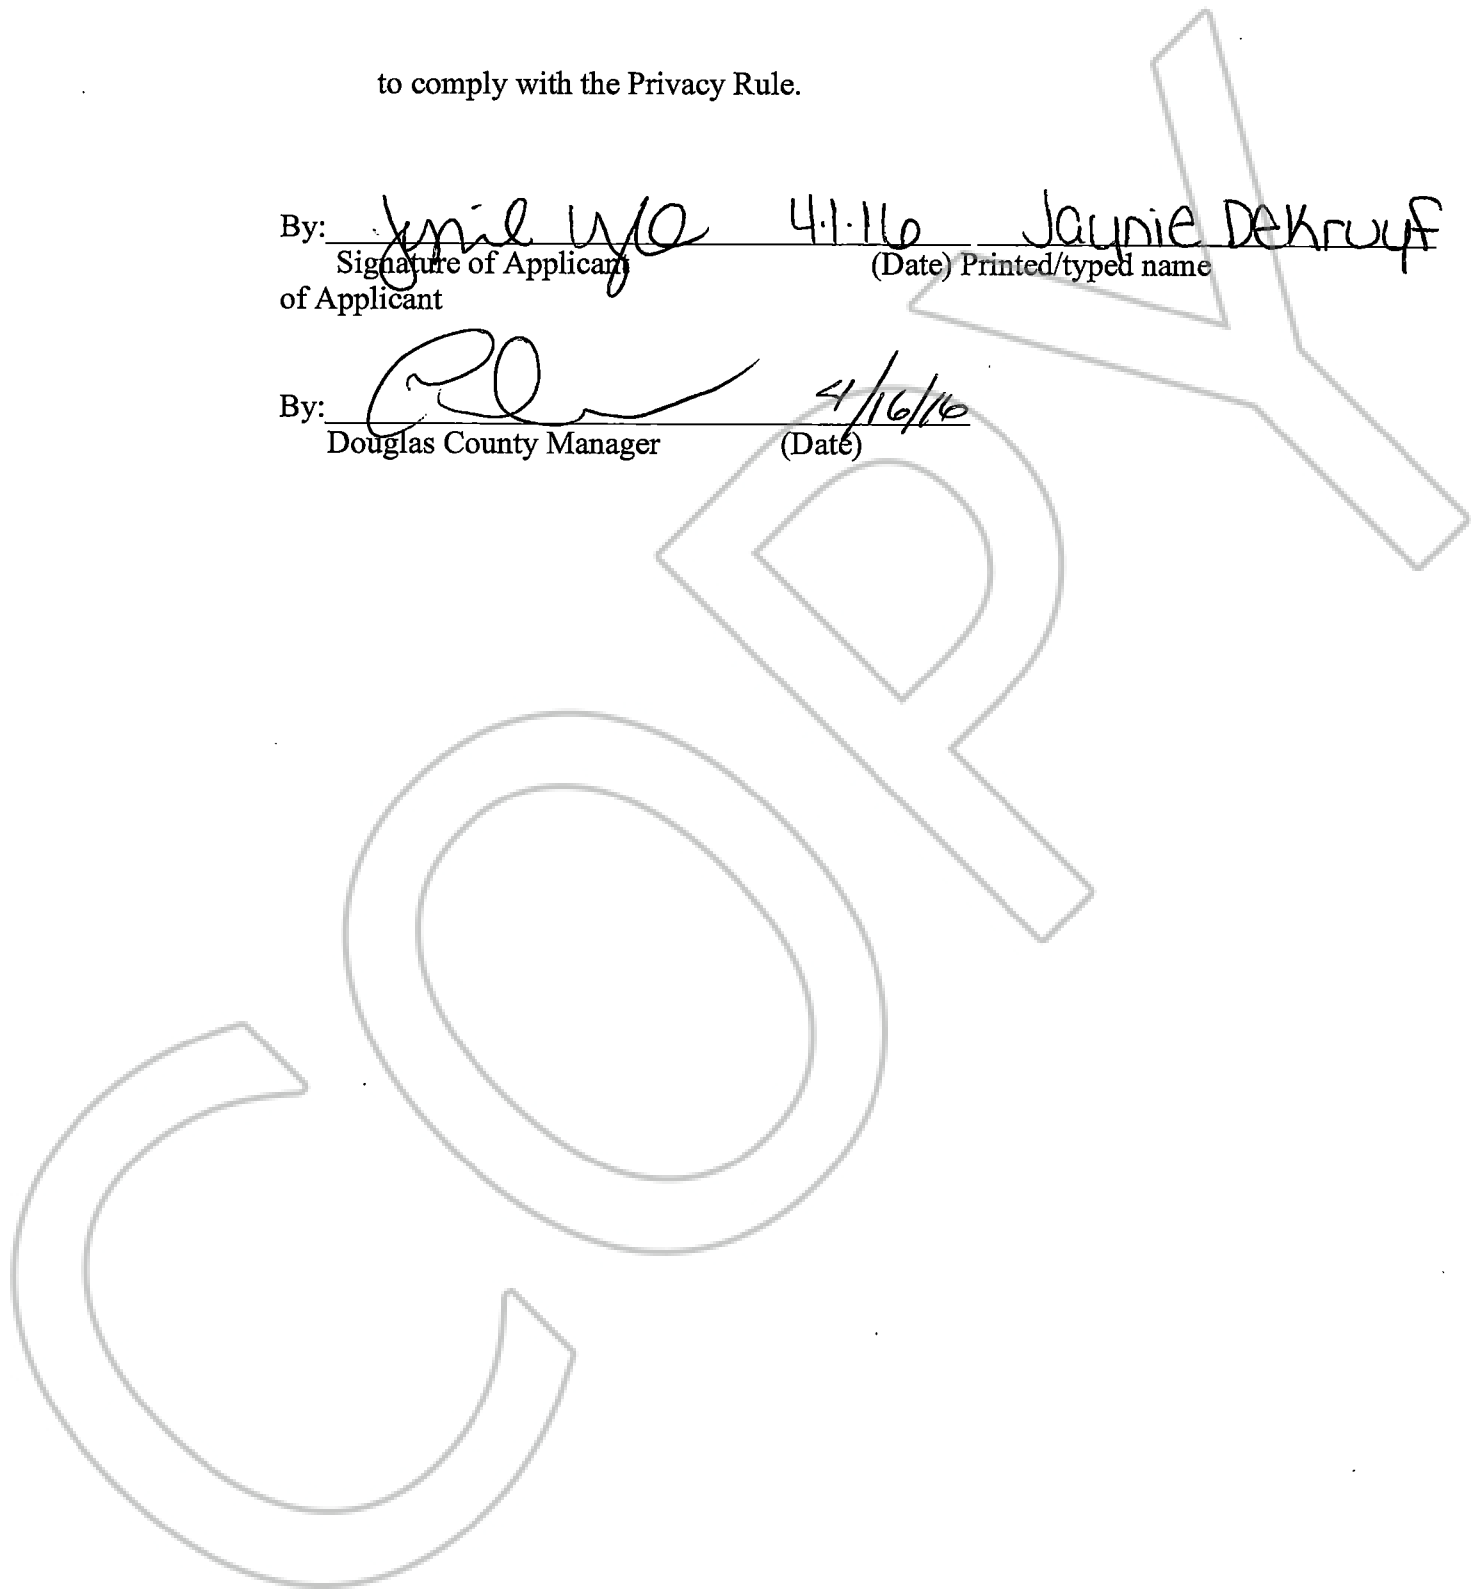 to comply with the Privacy Rule.
By: 4.1.16 Jaynie DeKruyf
Signature of Applicant (Date) Printed/typed name
of Applicant
By: 4/16/16
Douglas County Manager (Date)
COPY